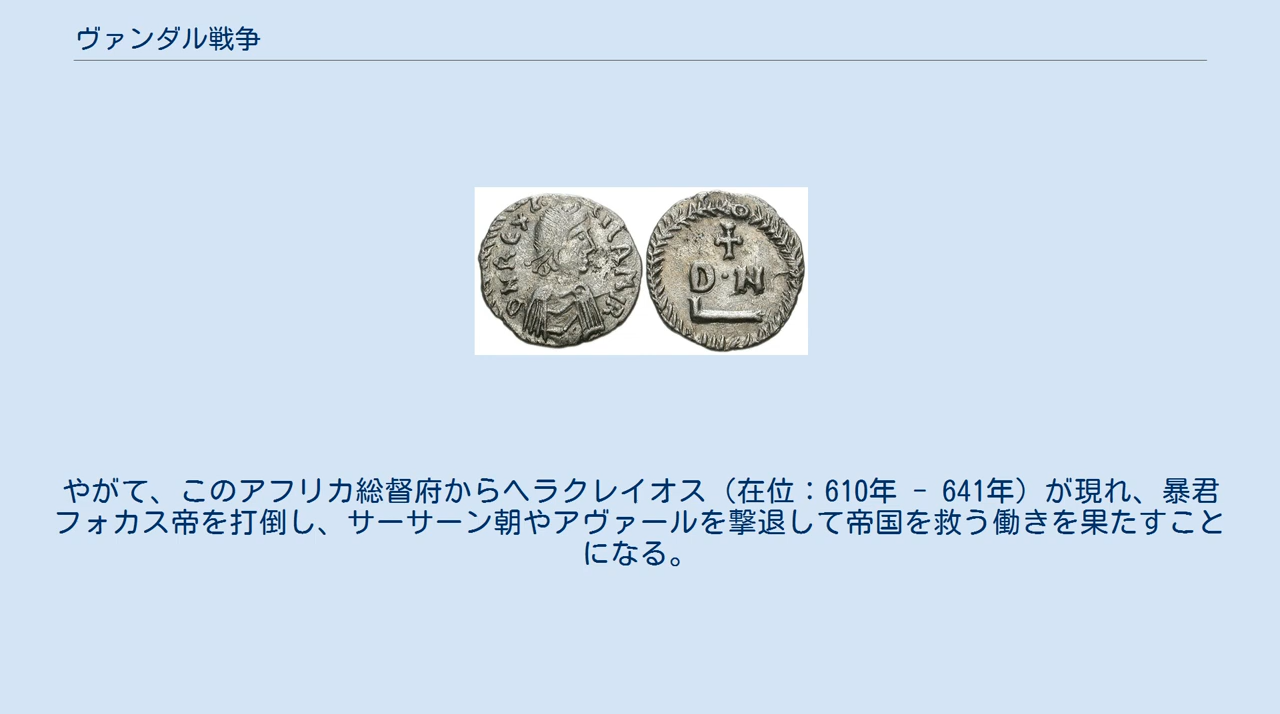 ヴァンダル戦争
D·N
やがて、このアフリカ総督府からヘラクレイオス（在位：610年 - 641年）が現れ、暴君
フォカス帝を打倒し、サーサーン朝やアヴァールを撃退して帝国を救う働きを果たすこと
になる。